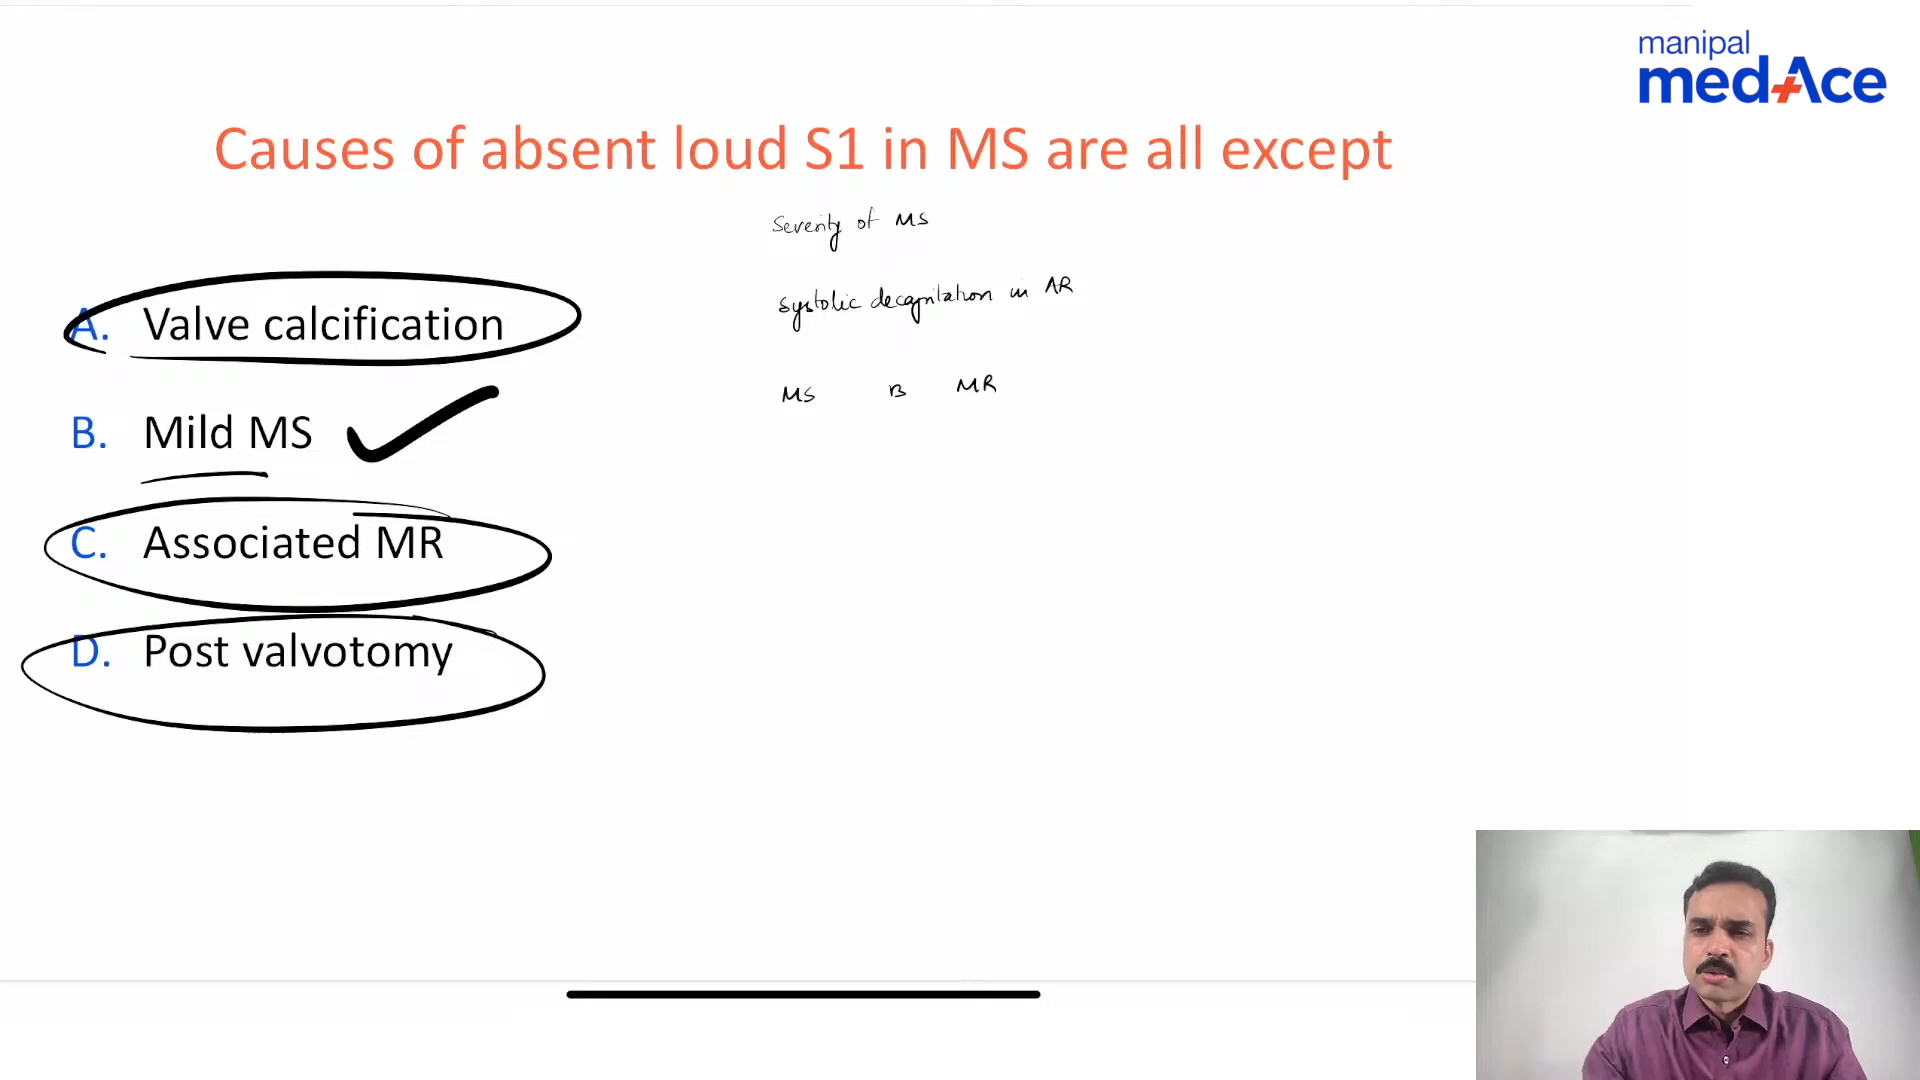 manipal
medAce
Causes of absent loud S1 in MS are all except
Severity of MS
systolic decapitation in AR
MS B MR
A. Valve calcification
B. Mild MS
C. Associated MR
D. Post valvotomy